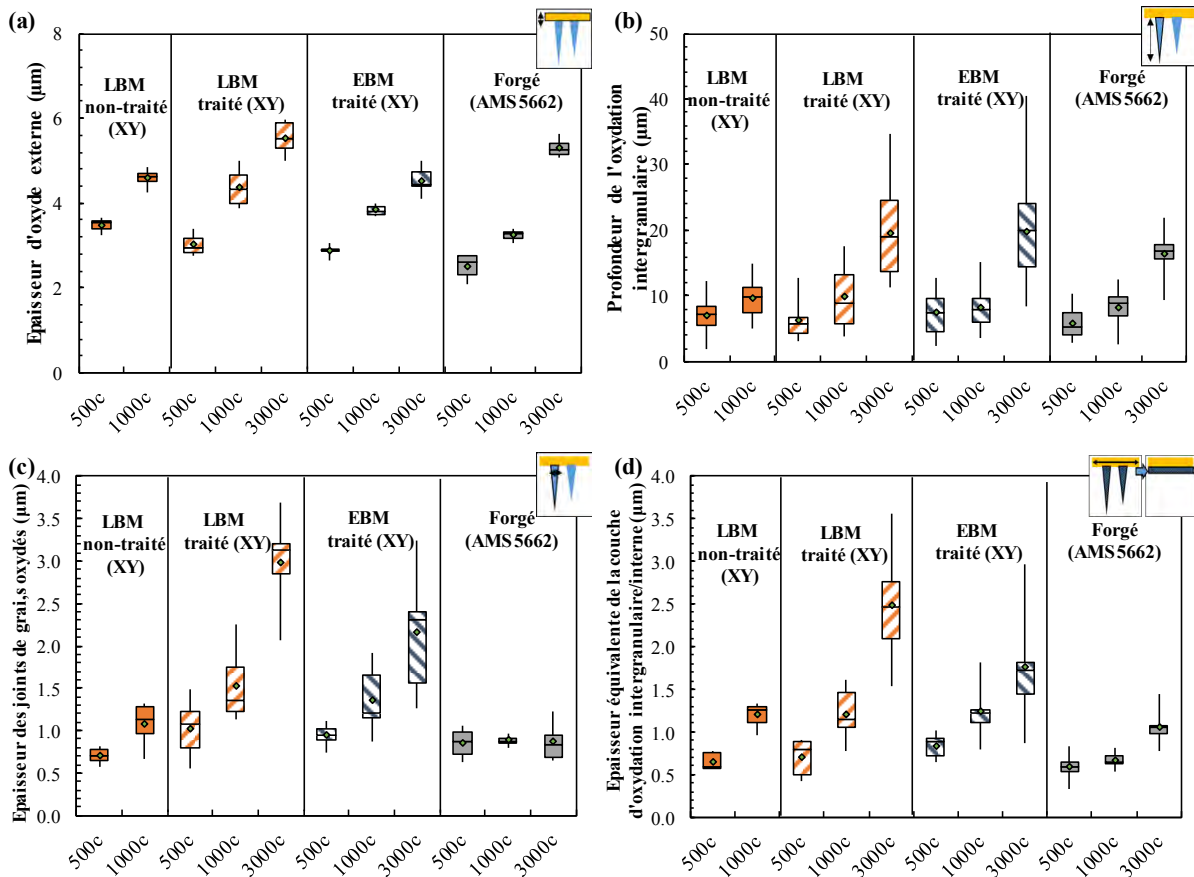 (a)
Epaisseur d'oxyde externe (µm)
8
6
4
2
0
LBM
non-traité
(XY)
LBM
traité (XY)
EBM
traité (XY)
Forgé
(AMS 5662)
500c
1000c
500c
1000c
3000c
500c
1000c
3000c
500c
1000c
3000c
(b)
Profondeur de l'oxydation
intergranulaire (µm)
50
40
30
20
10
0
LBM
non-traité
(XY)
LBM
traité (XY)
EBM
traité (XY)
Forgé
(AMS 5662)
500c
1000c
500c
1000c
3000c
500c
1000c
3000c
500c
1000c
3000c
(c)
Epaisseur des joints de grai,s oxydés (µm)
4.0
3.5
3.0
2.5
2.0
1.5
1.0
0.5
0.0
LBM
non-traité
(XY)
LBM
traité (XY)
EBM
traité (XY)
Forgé
(AMS 5662)
500c
1000c
500c
1000c
3000c
500c
1000c
3000c
500c
1000c
3000c
(d)
Epaisseur équivalente de la couche
d'oxydation intergranulaire/interne (µm)
4.0
3.5
3.0
2.5
2.0
1.5
1.0
0.5
0.0
LBM
non-traité
(XY)
LBM
traité (XY)
EBM
traité (XY)
Forgé
(AMS 5662)
500c
1000c
500c
1000c
3000c
500c
1000c
3000c
500c
1000c
3000c